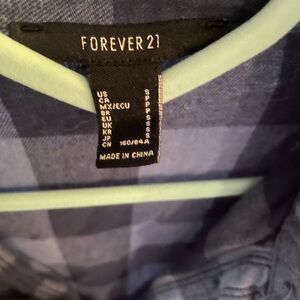 FOREVER 21
US S
CA P
MX/ECU P
BR P
EU S
UK S
KR S
JP S
CN 160/84A
MADE IN CHINA